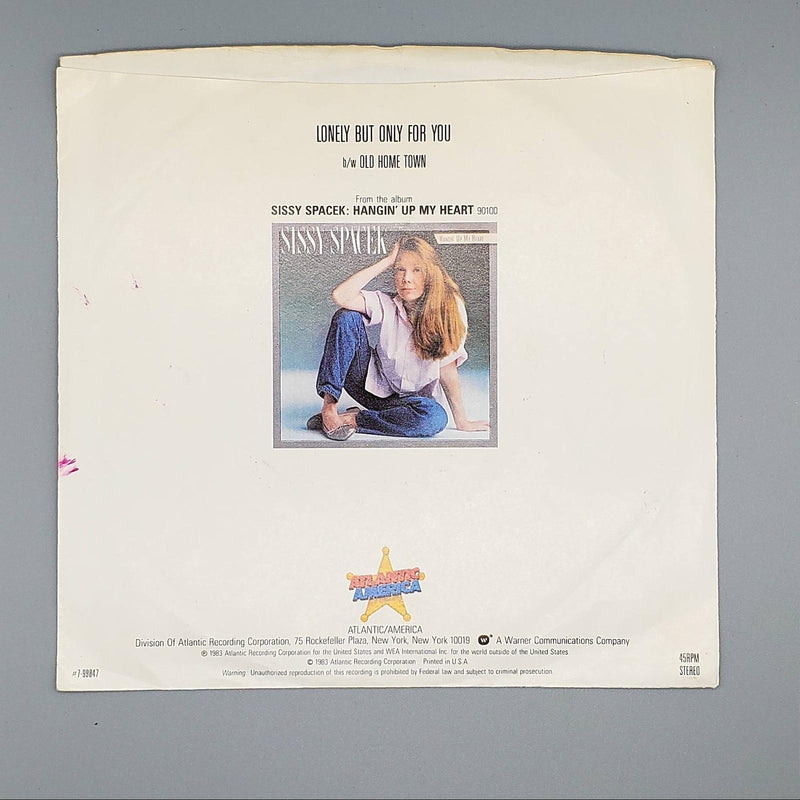 LONELY BUT ONLY FOR YOU
b/w OLD HOME TOWN
From the album
SISSY SPACEK: HANGIN' UP MY HEART 90100
SISSY SPACEK
Hangin' Up My Heart
ATLANTIC
AMERICA
ATLANTIC/AMERICA
Division Of Atlantic Recording Corporation, 75 Rockefeller Plaza, New York, New York 10019 W ® A Warner Communications Company
℗ 1983 Atlantic Recording Corporation for the United States and WEA International Inc. for the world outside of the United States.
© 1983 Atlantic Recording Corporation Printed in U.S.A.
Warning: Unauthorized reproduction of this recording is prohibited by Federal law and subject to criminal prosecution.
#7-99847
45RPM
STEREO